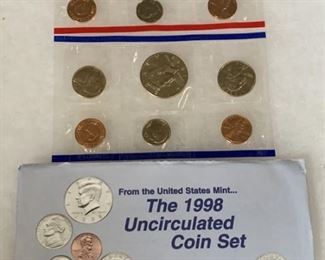 From the United States Mint...
The 1998
Uncirculated
Coin Set